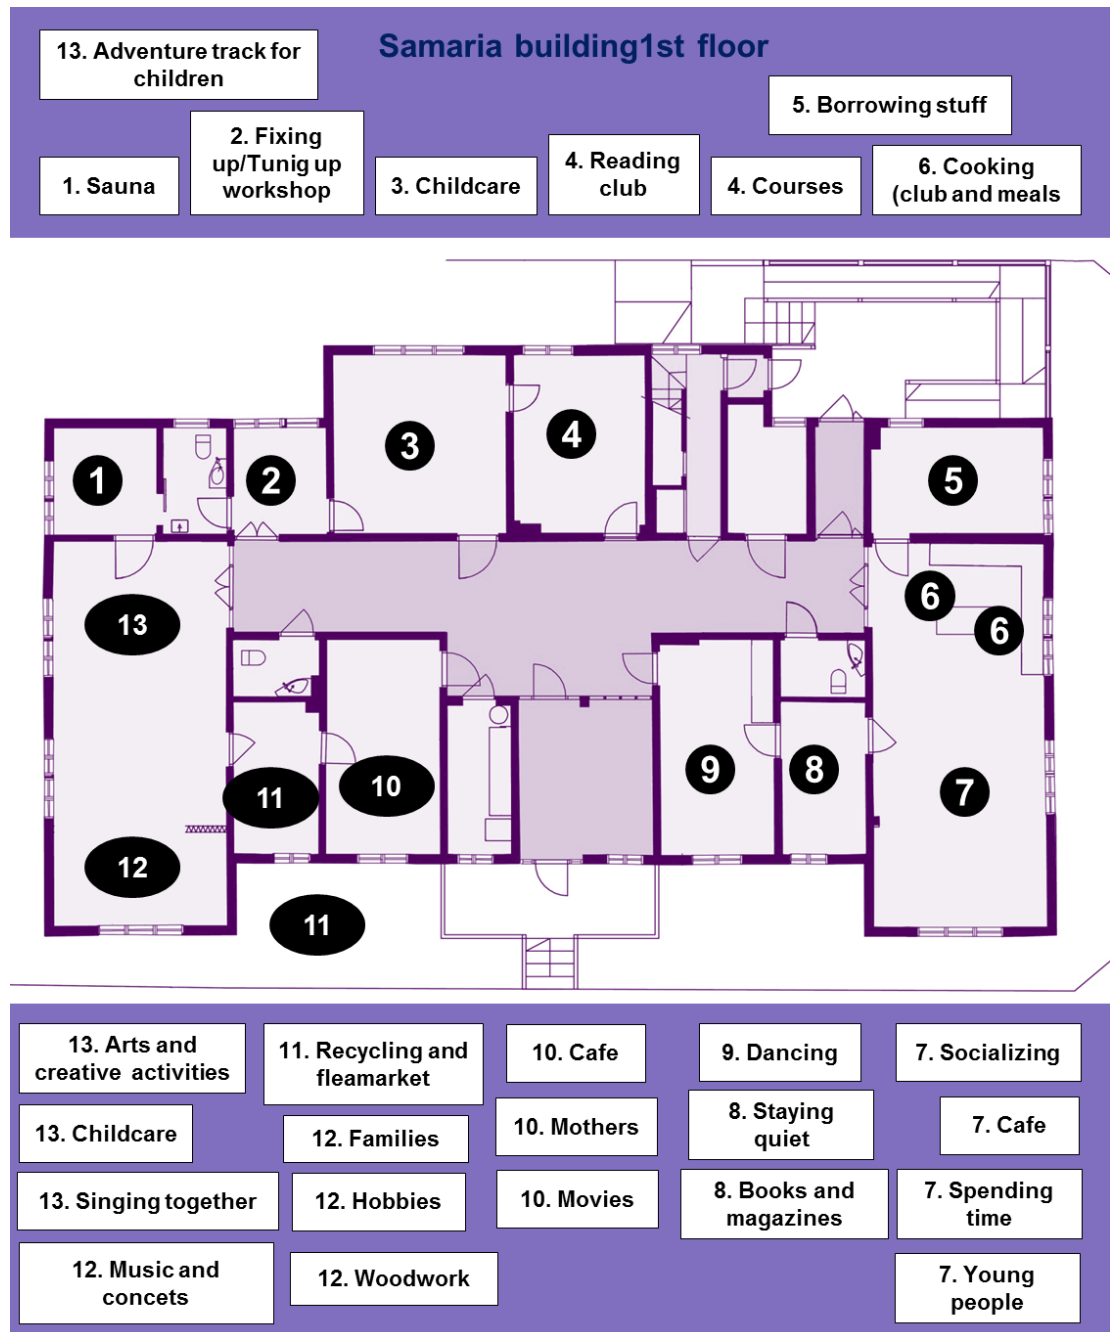 Samaria building1st floor
13. Adventure track for
children
5. Borrowing stuff
2. Fixing
up/Tunig up
workshop
4. Reading
club
6. Cooking
(club and meals
1. Sauna
3. Childcare
4. Courses
3
4
1
2
5
6
6
13
9
8
10
7
11
12
11
13. Arts and
creative activities
11. Recycling and
fleamarket
10. Cafe
9. Dancing
7. Socializing
13. Childcare
12. Families
10. Mothers
8. Staying
quiet
7. Cafe
13. Singing together
12. Hobbies
10. Movies
8. Books and
magazines
7. Spending
time
12. Music and
concets
12. Woodwork
7. Young
people